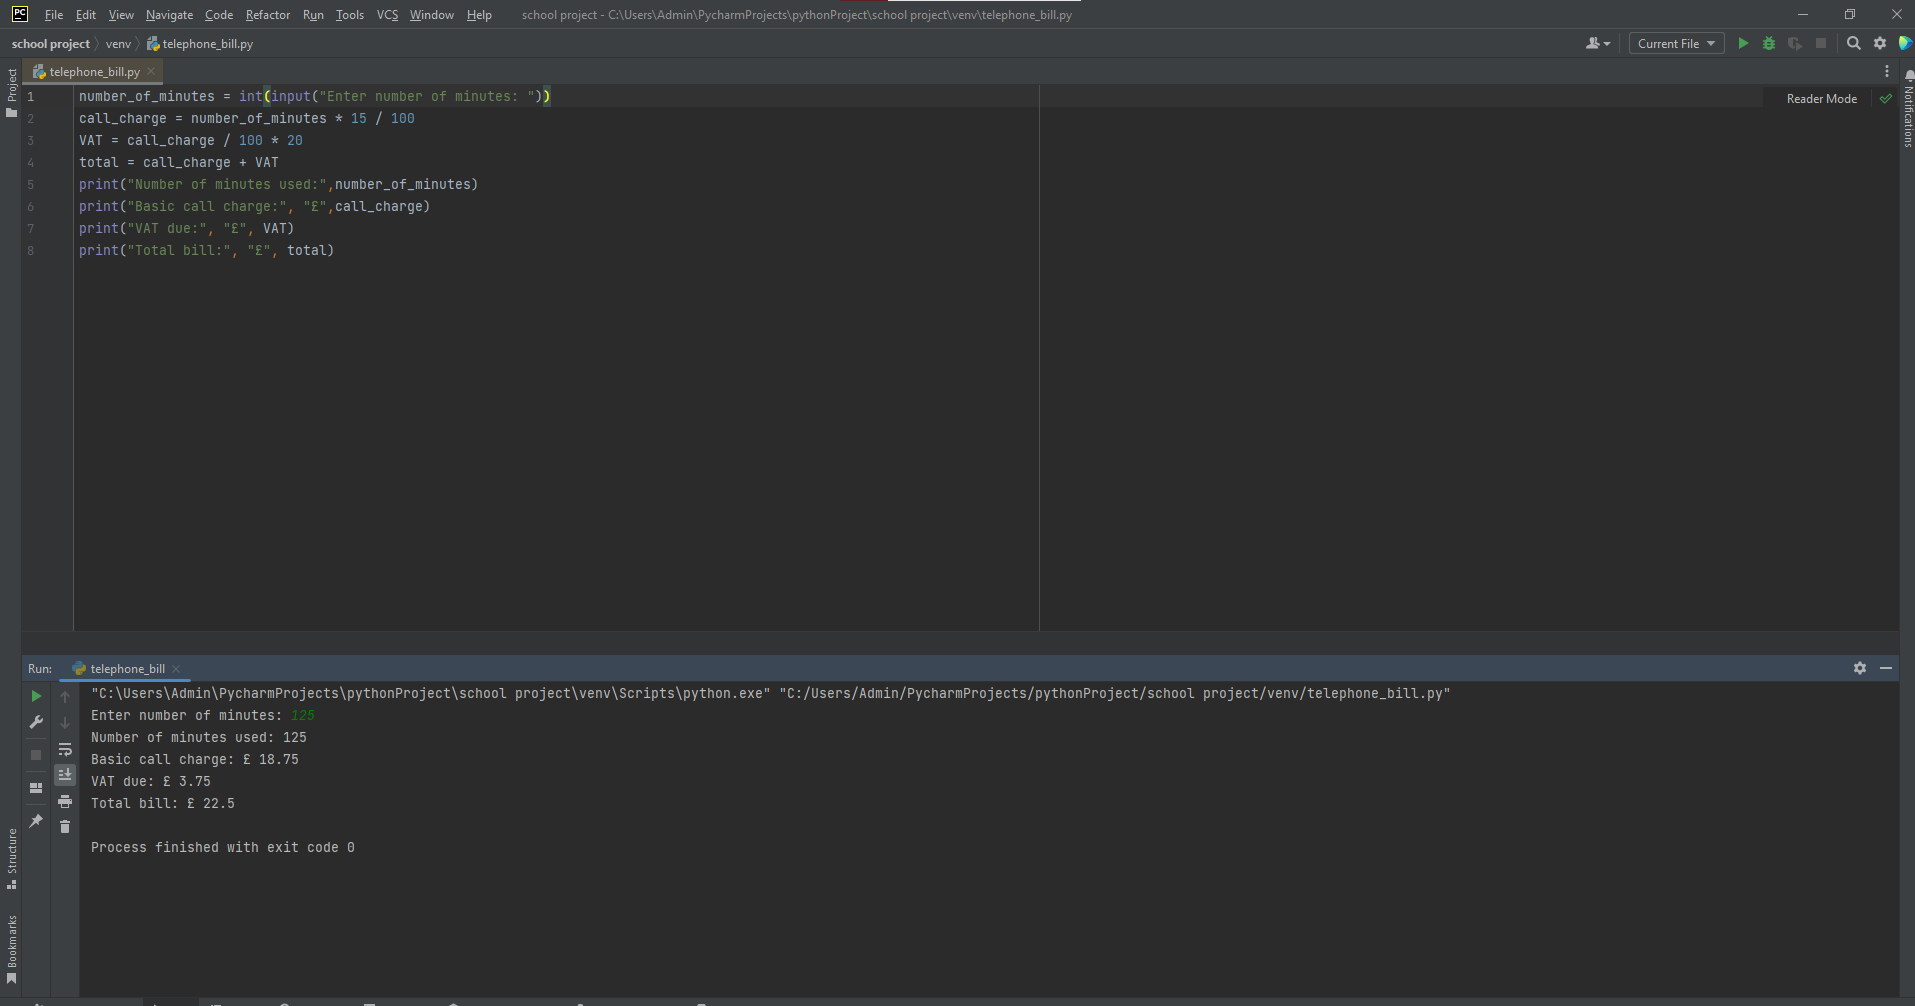 PC File Edit View Navigate Code Refactor Run Tools VCS Window Help school project - C:\Users\Admin\PycharmProjects\pythonProject\school project\venv\telephone_bill.py
school project venv telephone_bill.py Current File
Project telephone_bill.py
Notifications
Reader Mode
1 number_of_minutes = int(input("Enter number of minutes: "))
2 call_charge = number_of_minutes * 15 / 100
3 VAT = call_charge / 100 * 20
4 total = call_charge + VAT
5 print("Number of minutes used:",number_of_minutes)
6 print("Basic call charge:", "£",call_charge)
7 print("VAT due:", "£", VAT)
8 print("Total bill:", "£", total)
Run: telephone_bill
"C:\Users\Admin\PycharmProjects\pythonProject\school project\venv\Scripts\python.exe" "C:/Users/Admin/PycharmProjects/pythonProject/school project/venv/telephone_bill.py"
Enter number of minutes: 125
Number of minutes used: 125
Basic call charge: £ 18.75
VAT due: £ 3.75
Total bill: £ 22.5
Process finished with exit code 0
Structure
Bookmarks